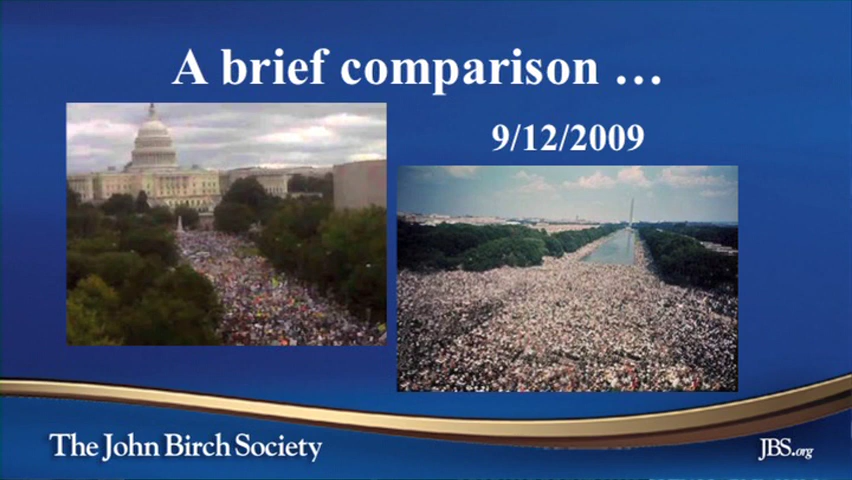 A brief comparison …
9/12/2009
The John Birch Society
JBS.org